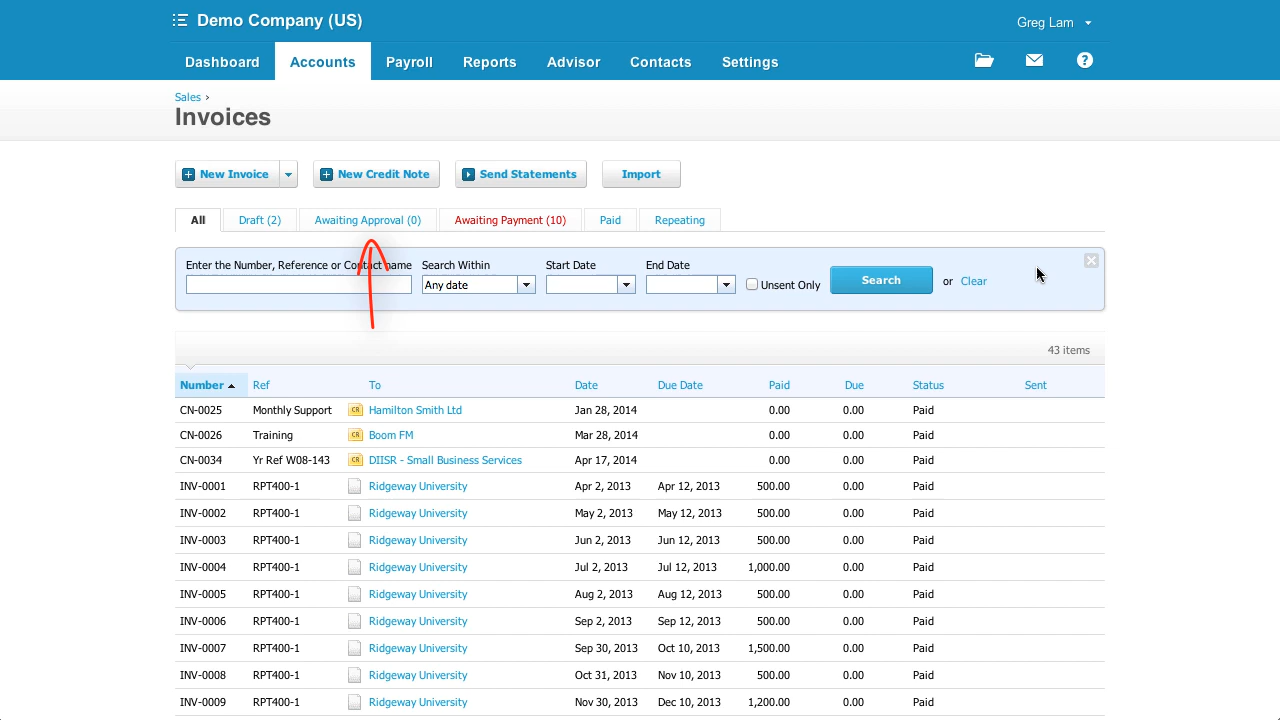 Demo Company (US)
Greg Lam
Dashboard Accounts Payroll Reports Advisor Contacts Settings ?
Sales ›
Invoices
New Invoice New Credit Note Send Statements Import
All Draft (2) Awaiting Approval (0) Awaiting Payment (10) Paid Repeating
Enter the Number, Reference or Contact name Search Within Start Date End Date
Any date Unsent Only Search or Clear
43 items
Number Ref To Date Due Date Paid Due Status Sent
CN-0025 Monthly Support CR Hamilton Smith Ltd Jan 28, 2014 0.00 0.00 Paid
CN-0026 Training CR Boom FM Mar 28, 2014 0.00 0.00 Paid
CN-0034 Yr Ref W08-143 CR DIISR - Small Business Services Apr 17, 2014 0.00 0.00 Paid
INV-0001 RPT400-1 Ridgeway University Apr 2, 2013 Apr 12, 2013 500.00 0.00 Paid
INV-0002 RPT400-1 Ridgeway University May 2, 2013 May 12, 2013 500.00 0.00 Paid
INV-0003 RPT400-1 Ridgeway University Jun 2, 2013 Jun 12, 2013 500.00 0.00 Paid
INV-0004 RPT400-1 Ridgeway University Jul 2, 2013 Jul 12, 2013 1,000.00 0.00 Paid
INV-0005 RPT400-1 Ridgeway University Aug 2, 2013 Aug 12, 2013 500.00 0.00 Paid
INV-0006 RPT400-1 Ridgeway University Sep 2, 2013 Sep 12, 2013 500.00 0.00 Paid
INV-0007 RPT400-1 Ridgeway University Sep 30, 2013 Oct 10, 2013 1,500.00 0.00 Paid
INV-0008 RPT400-1 Ridgeway University Oct 31, 2013 Nov 10, 2013 500.00 0.00 Paid
INV-0009 RPT400-1 Ridgeway University Nov 30, 2013 Dec 10, 2013 1,200.00 0.00 Paid